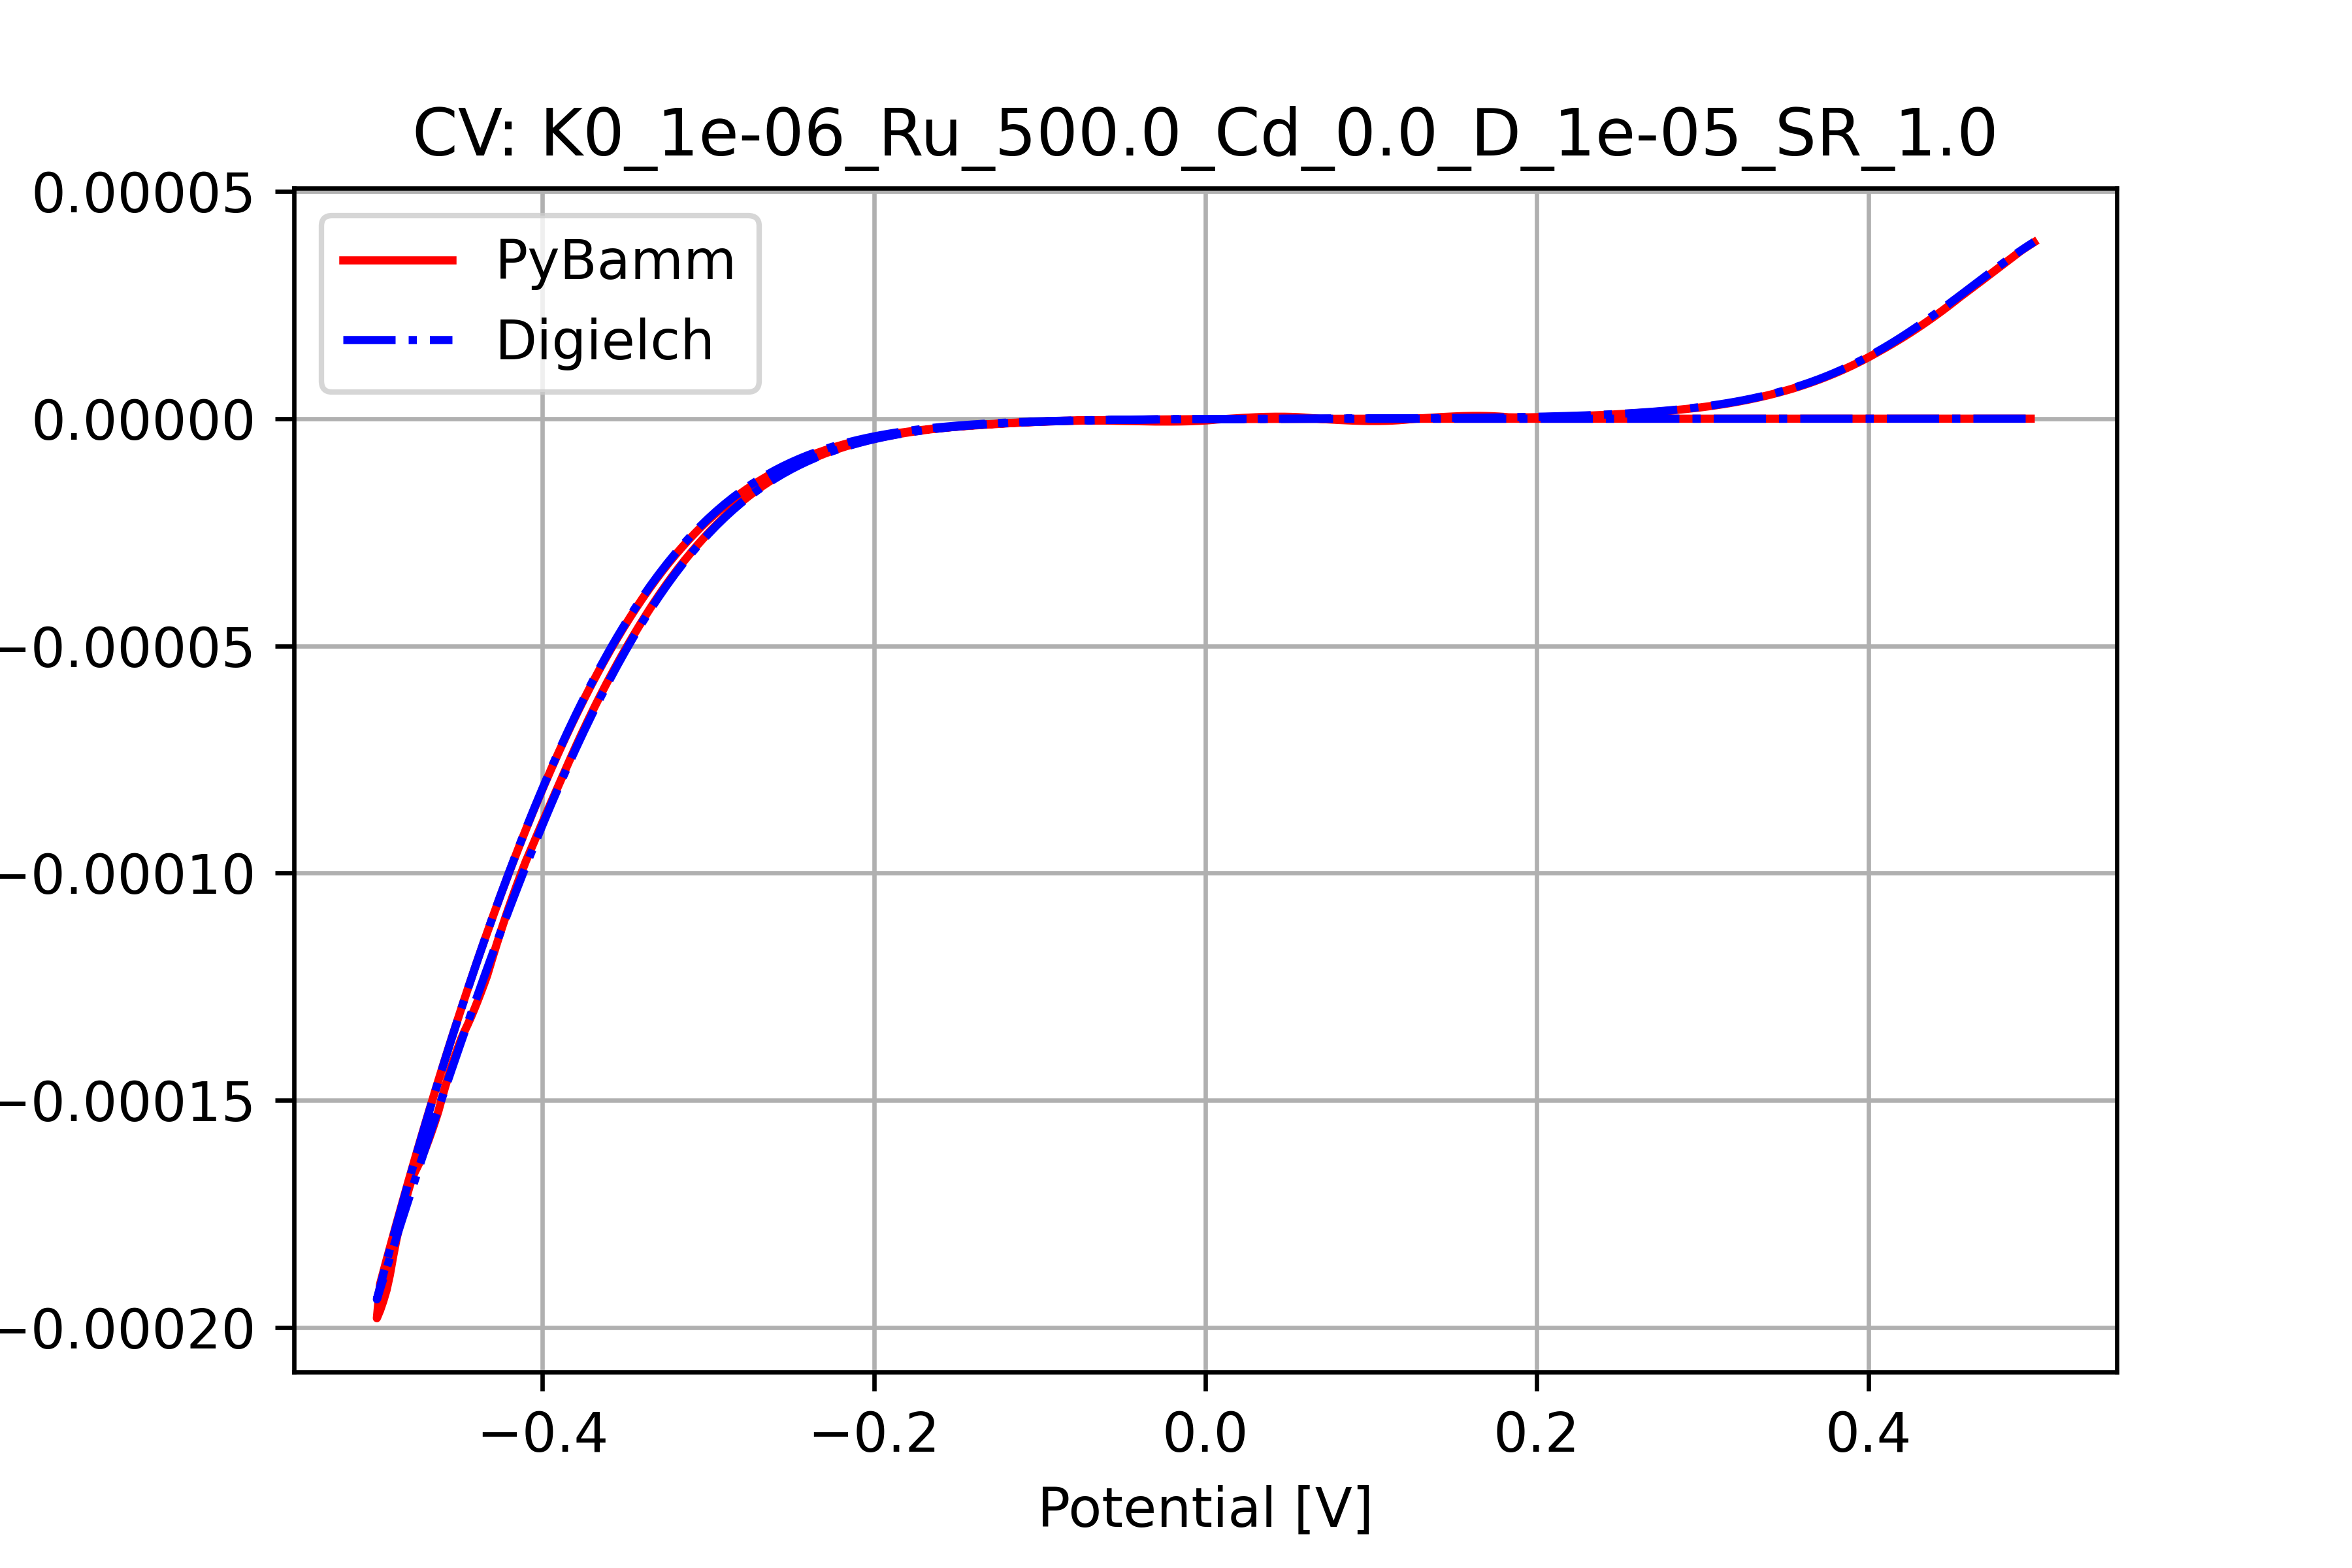 CV: K0_1e-06_Ru_500.0_Cd_0.0_D_1e-05_SR_1.0
PyBamm
Digielch
0.00005
0.00000
−0.00005
−0.00010
−0.00015
−0.00020
−0.4 −0.2 0.0 0.2 0.4
Potential [V]